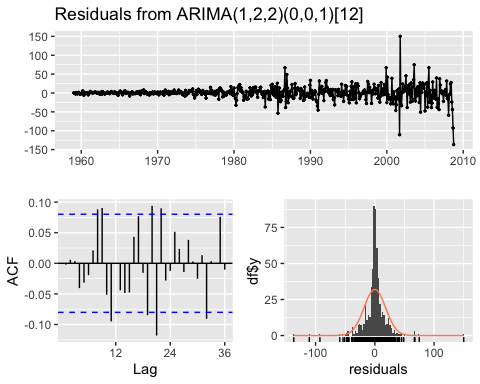 Residuals from ARIMA(1,2,2)(0,0,1)[12]
150
100
50
0
-50
-100
-150
1960 1970 1980 1990 2000 2010
0.10
0.05
0.00
-0.05
-0.10
ACF
12 24 36
Lag
75
50
25
0
df$y
-100 0 100
residuals